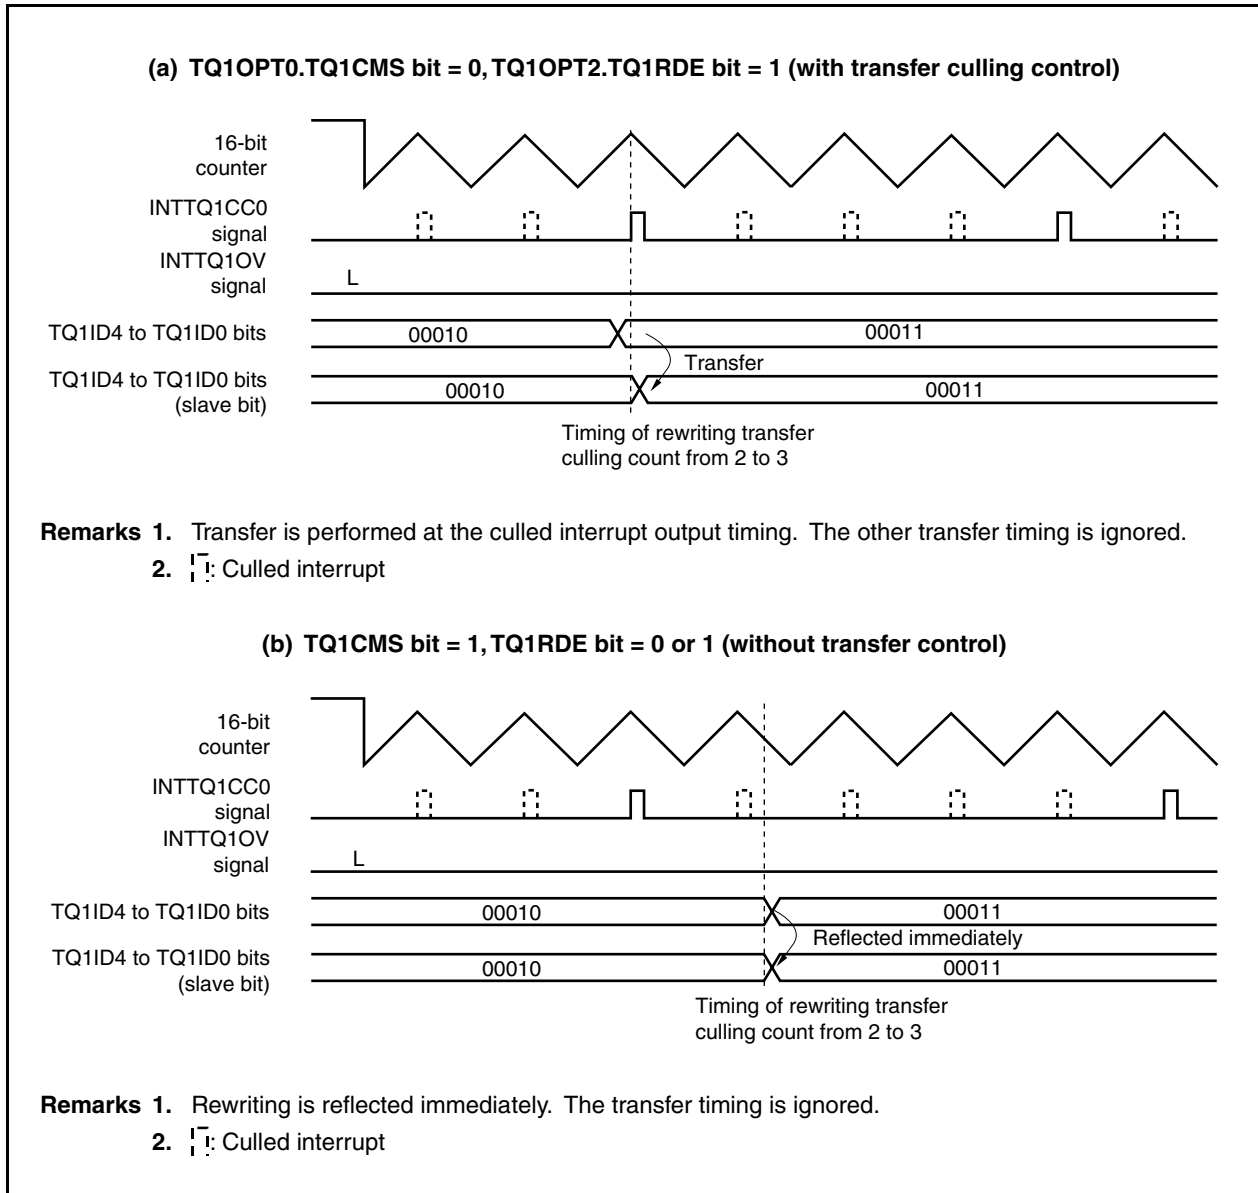 (a) TQ1OPT0.TQ1CMS bit = 0, TQ1OPT2.TQ1RDE bit = 1 (with transfer culling control)
16-bit
counter
INTTQ1CC0
signal
INTTQ1OV
signal
L
TQ1ID4 to TQ1ID0 bits
00010
00011
Transfer
TQ1ID4 to TQ1ID0 bits
(slave bit)
00010
00011
Timing of rewriting transfer
culling count from 2 to 3
Remarks 1. Transfer is performed at the culled interrupt output timing. The other transfer timing is ignored.
2. : Culled interrupt
(b) TQ1CMS bit = 1, TQ1RDE bit = 0 or 1 (without transfer control)
16-bit
counter
INTTQ1CC0
signal
INTTQ1OV
signal
L
TQ1ID4 to TQ1ID0 bits
00010
00011
Reflected immediately
TQ1ID4 to TQ1ID0 bits
(slave bit)
00010
00011
Timing of rewriting transfer
culling count from 2 to 3
Remarks 1. Rewriting is reflected immediately. The transfer timing is ignored.
2. : Culled interrupt